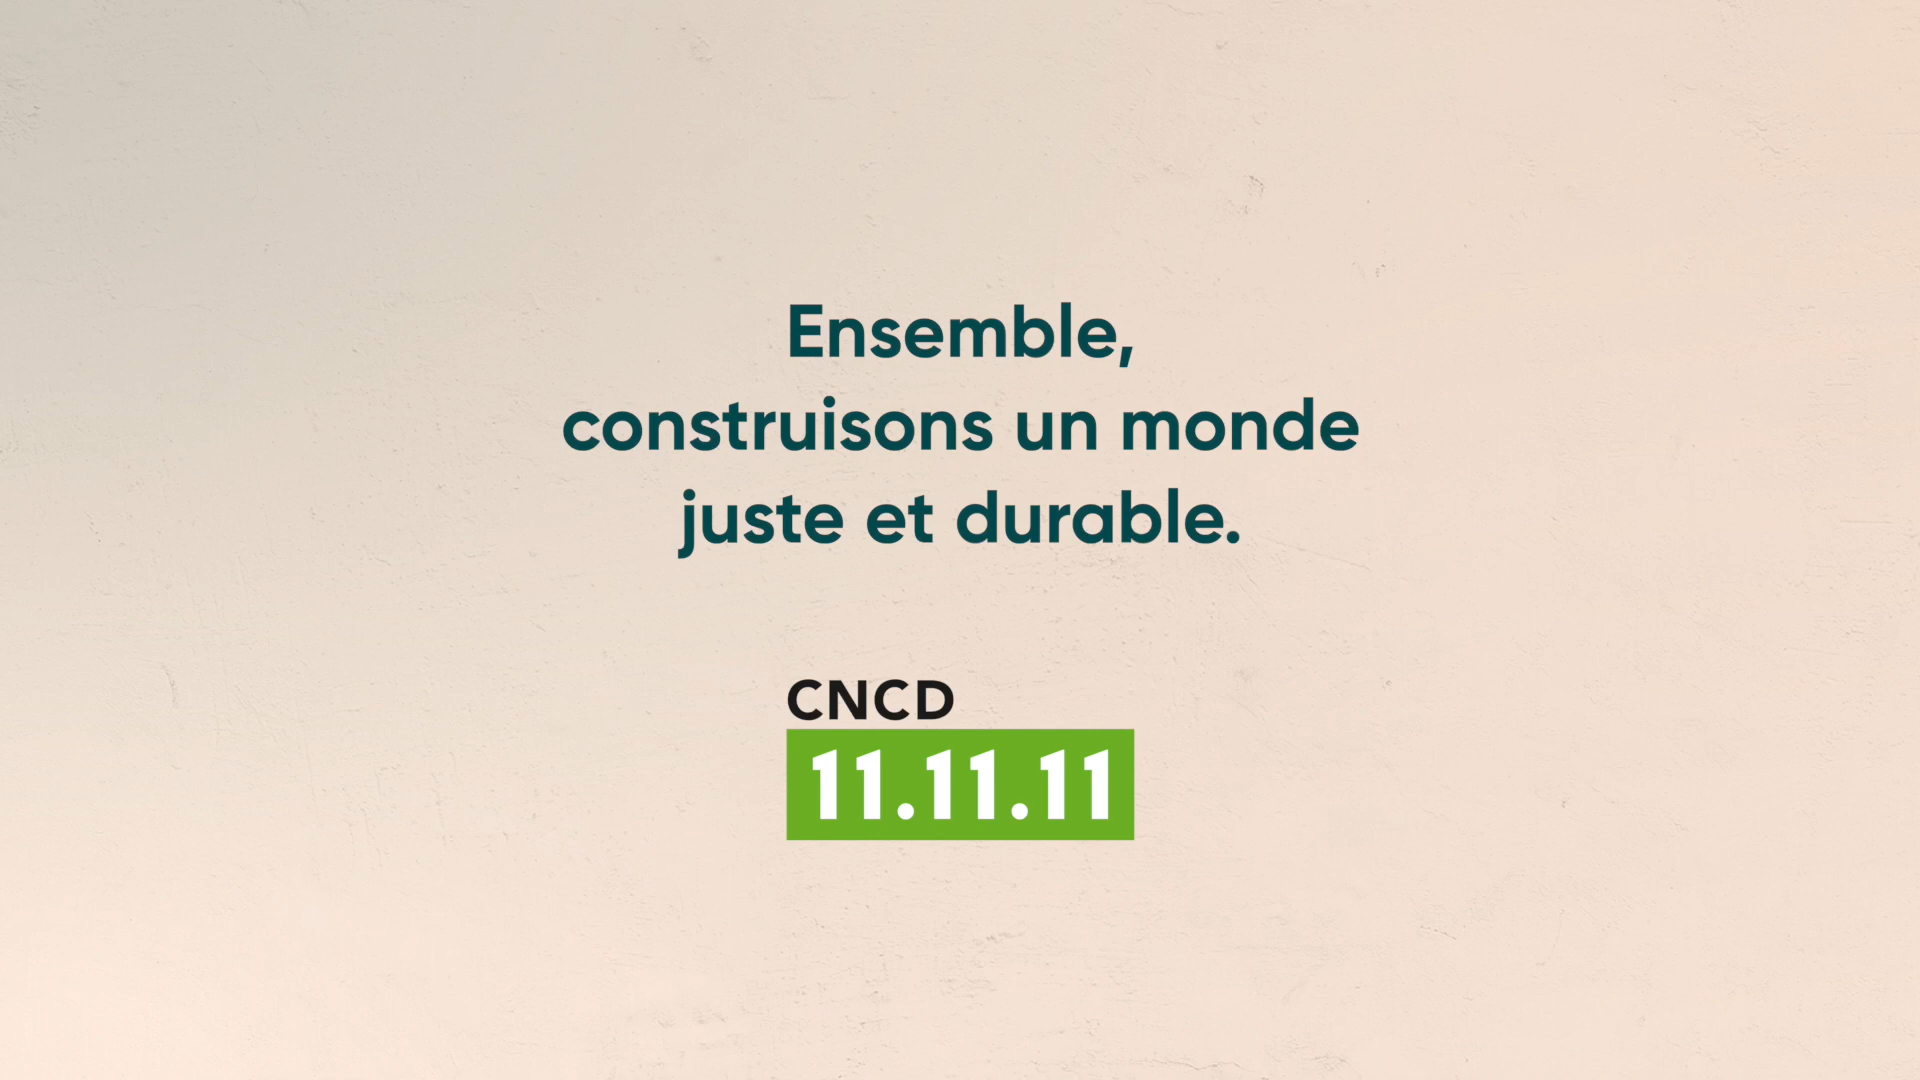 Ensemble,
construisons un monde
juste et durable.
CNCD
11.11.11